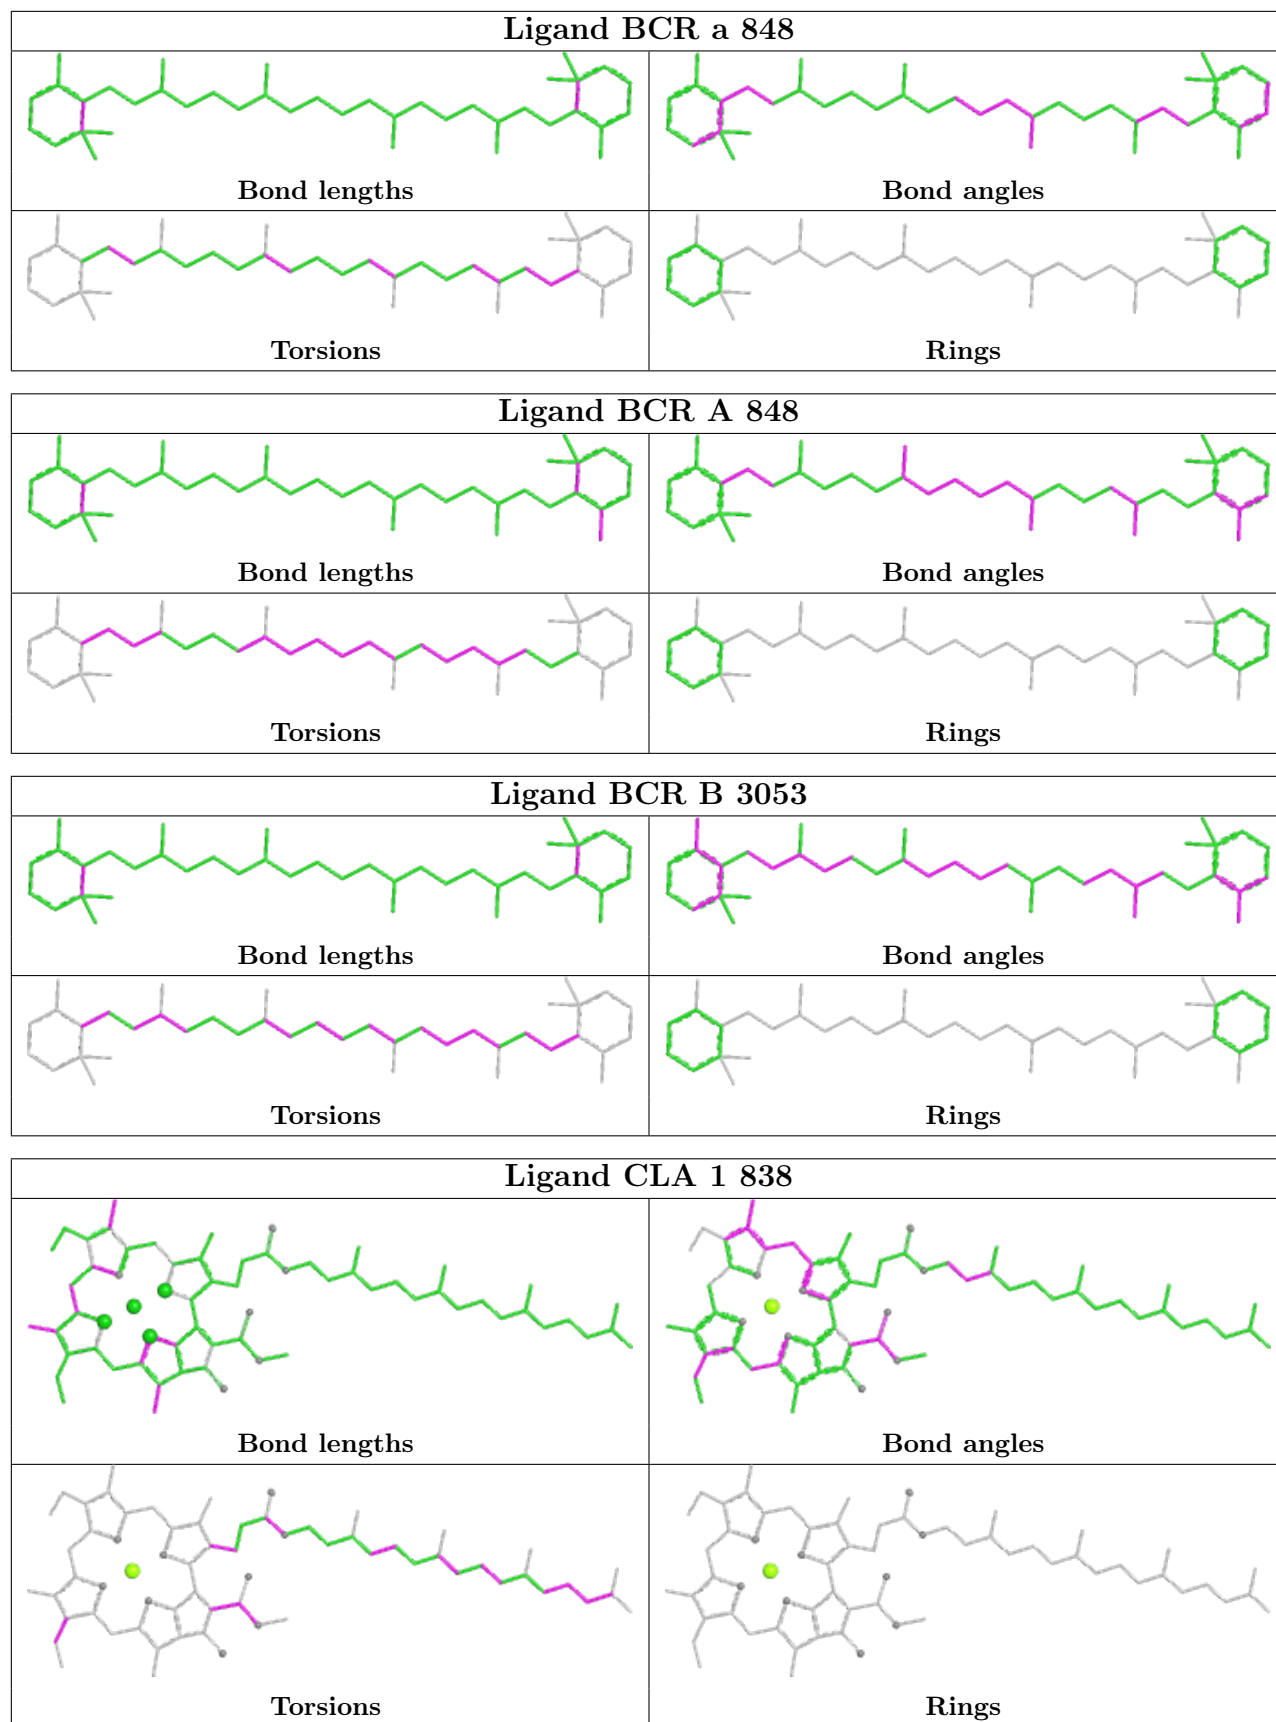 Ligand BCR a 848
Bond lengths
Bond angles
Torsions
Rings
Ligand BCR A 848
Bond lengths
Bond angles
Torsions
Rings
Ligand BCR B 3053
Bond lengths
Bond angles
Torsions
Rings
Ligand CLA 1 838
Bond lengths
Bond angles
Torsions
Rings